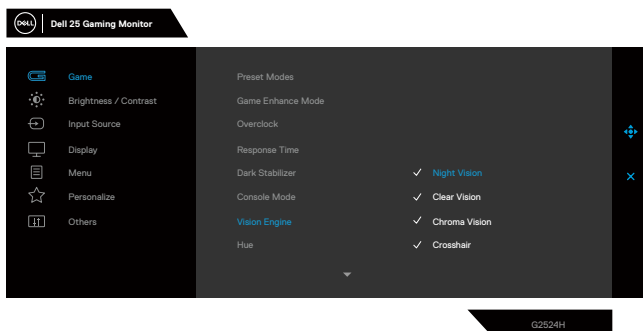 DELL
Dell 25 Gaming Monitor
Game
Brightness / Contrast
Input Source
Display
Menu
Personalize
Others
Preset Modes
Game Enhance Mode
Overclock
Response Time
Dark Stabilizer
Console Mode
Vision Engine
Hue
Night Vision
Clear Vision
Chroma Vision
Crosshair
G2524H